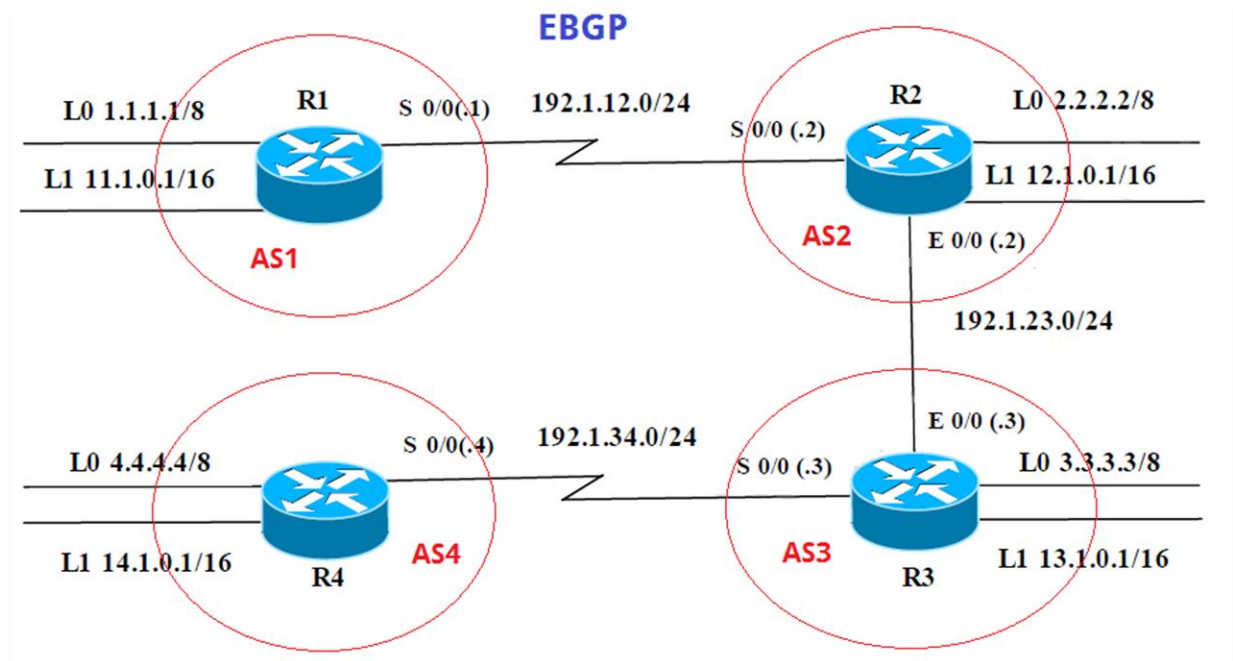 EBGP
R1
L0 1.1.1.1/8
S 0/0(.1)
192.1.12.0/24
L1 11.1.0.1/16
AS1
R2
L0 2.2.2.2/8
S 0/0 (.2)
L1 12.1.0.1/16
AS2
E 0/0 (.2)
192.1.23.0/24
L0 4.4.4.4/8
S 0/0(.4)
192.1.34.0/24
L1 14.1.0.1/16
AS4
R4
E 0/0 (.3)
S 0/0 (.3)
L0 3.3.3.3/8
AS3
L1 13.1.0.1/16
R3